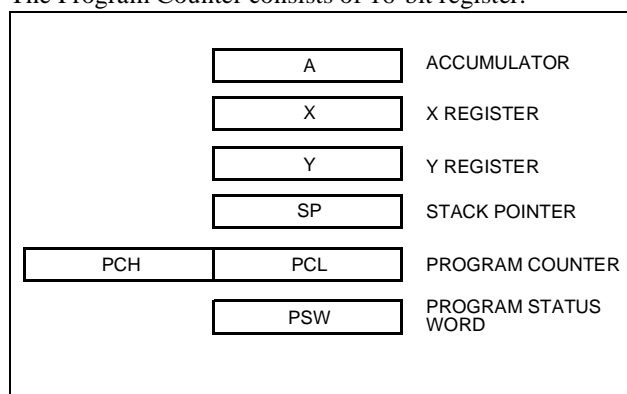 The Program Counter consists of 16-bit register.
A ACCUMULATOR
X X REGISTER
Y Y REGISTER
SP STACK POINTER
PCH PCL PROGRAM COUNTER
PSW PROGRAM STATUS
WORD